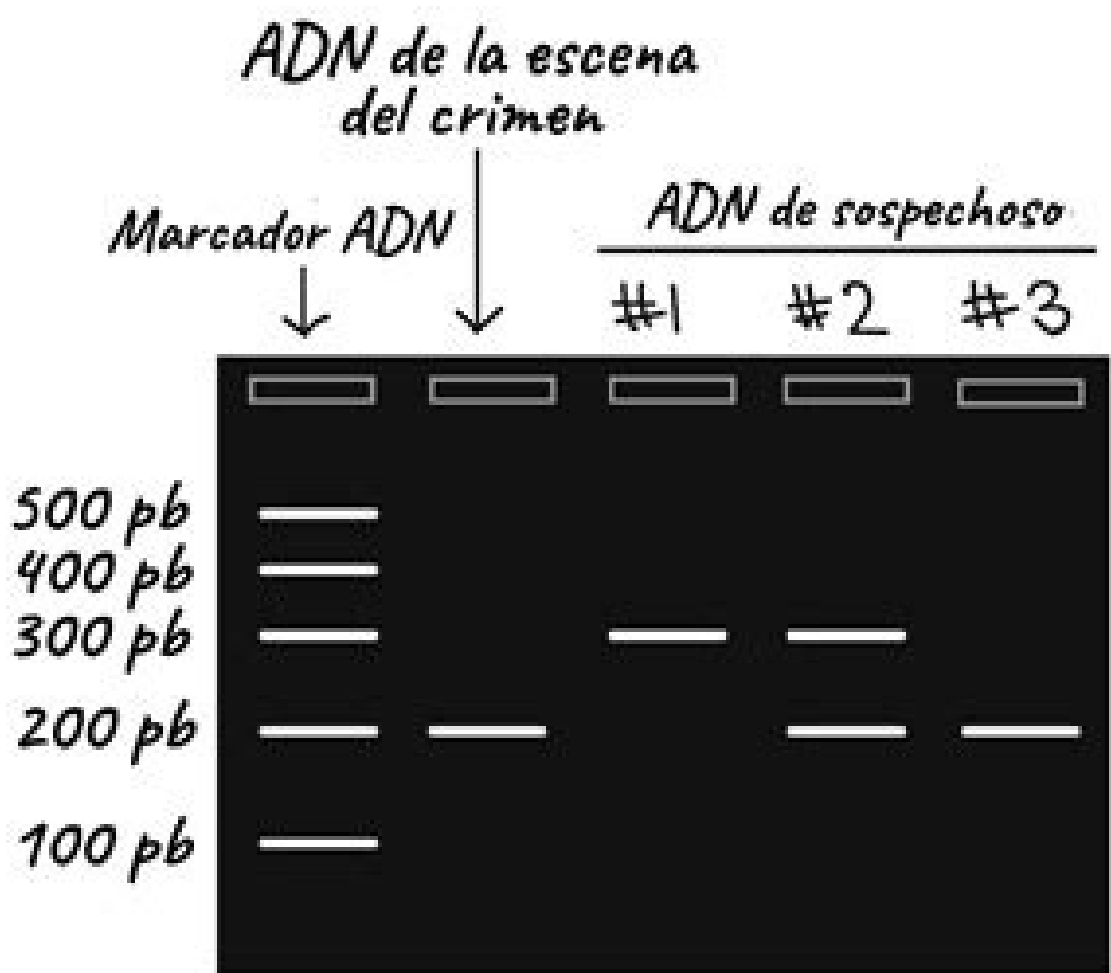 ADN de la escena
del crimen
Marcador ADN
ADN de sospechoso
#1 #2 #3
500 pb
400 pb
300 pb
200 pb
100 pb